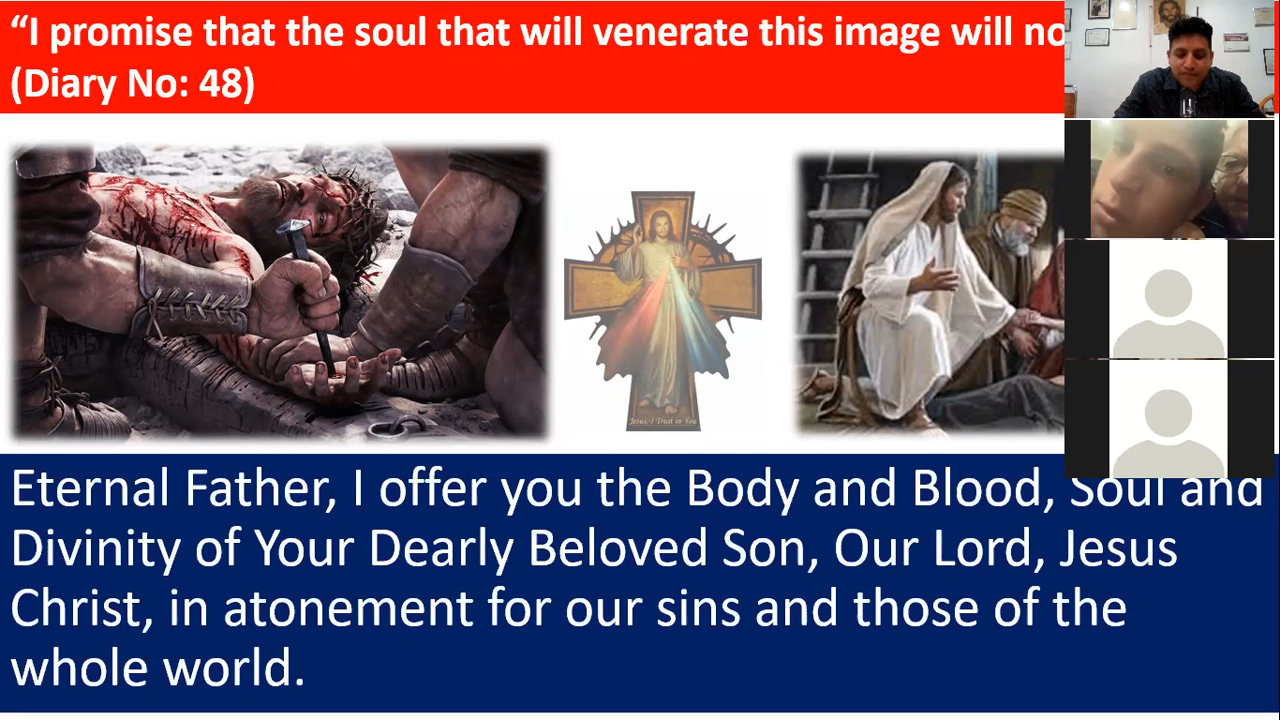 “I promise that the soul that will venerate this image will
(Diary No: 48)
Jesus, I Trust in You
Eternal Father, I offer you the Body and Blood, Soul and
Divinity of Your Dearly Beloved Son, Our Lord, Jesus
Christ, in atonement for our sins and those of the
whole world.